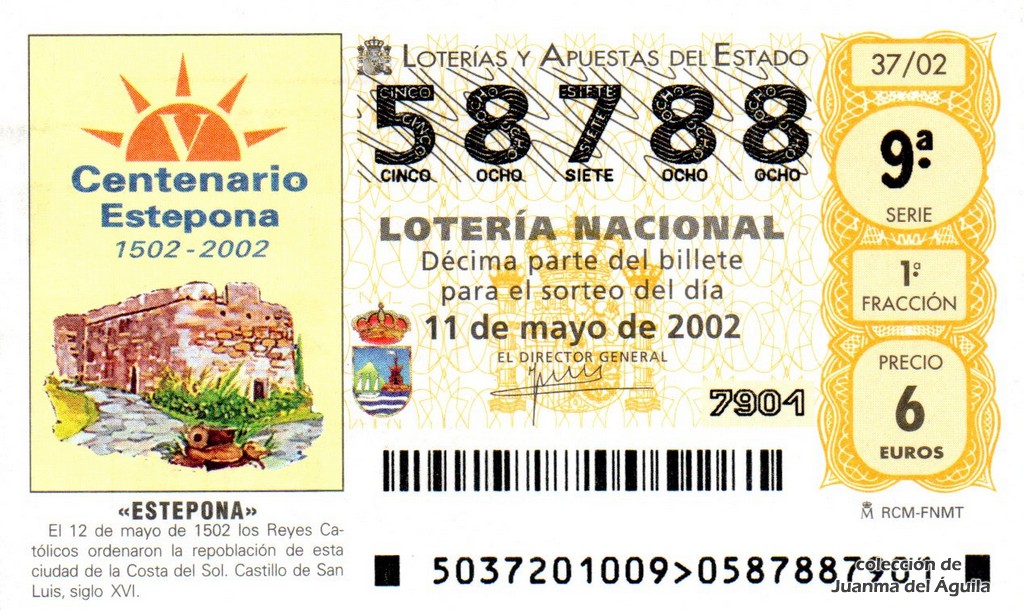 V
Centenario
Estepona
1502 - 2002
«ESTEPONA»
El 12 de mayo de 1502 los Reyes Ca-
tólicos ordenaron la repoblación de esta
ciudad de la Costa del Sol. Castillo de San
Luis, siglo XVI.
LOTERÍAS Y APUESTAS DEL ESTADO
CINCO SIETE OCHO
58788
CINCO OCHO SIETE OCHO OCHO
LOTERÍA NACIONAL
Décima parte del billete
para el sorteo del día
11 de mayo de 2002
EL DIRECTOR GENERAL
7904
37/02
9ª
SERIE
1ª
FRACCIÓN
PRECIO
6
EUROS
RCM-FNMT
5037201009>0587887901
colección de
Juanma del Águila